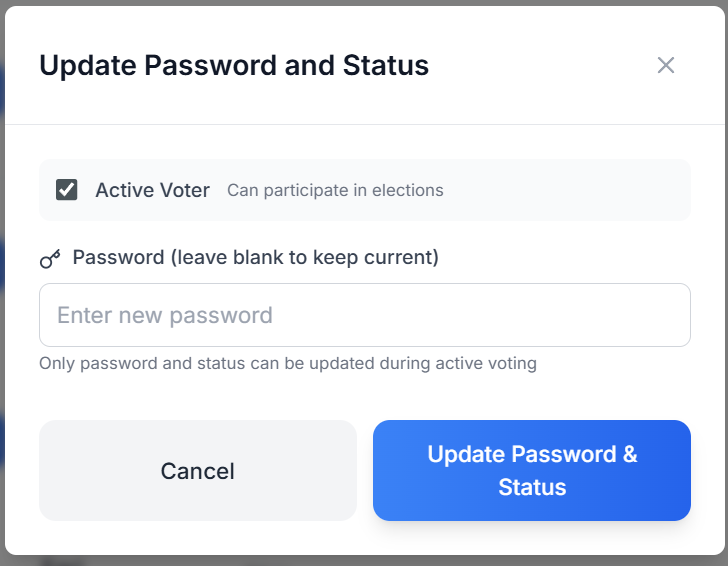 Update Password and Status
Active Voter Can participate in elections
Password (leave blank to keep current)
Enter new password
Only password and status can be updated during active voting
Cancel
Update Password &
Status